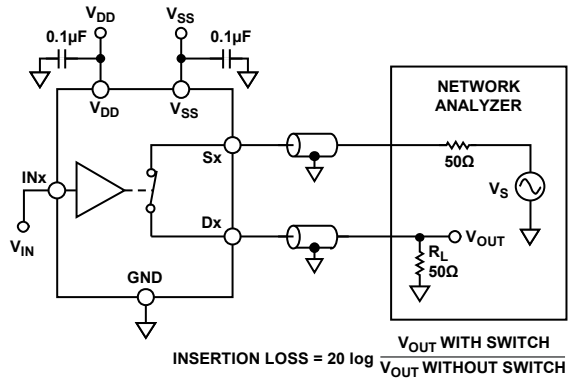 V_DD
V_SS
0.1µF
0.1µF
V_DD
V_SS
NETWORK
ANALYZER
INx
Sx
50Ω
V_S
V_IN
Dx
V_OUT
R_L
50Ω
GND
INSERTION LOSS = 20 log V_OUT WITH SWITCH
V_OUT WITHOUT SWITCH